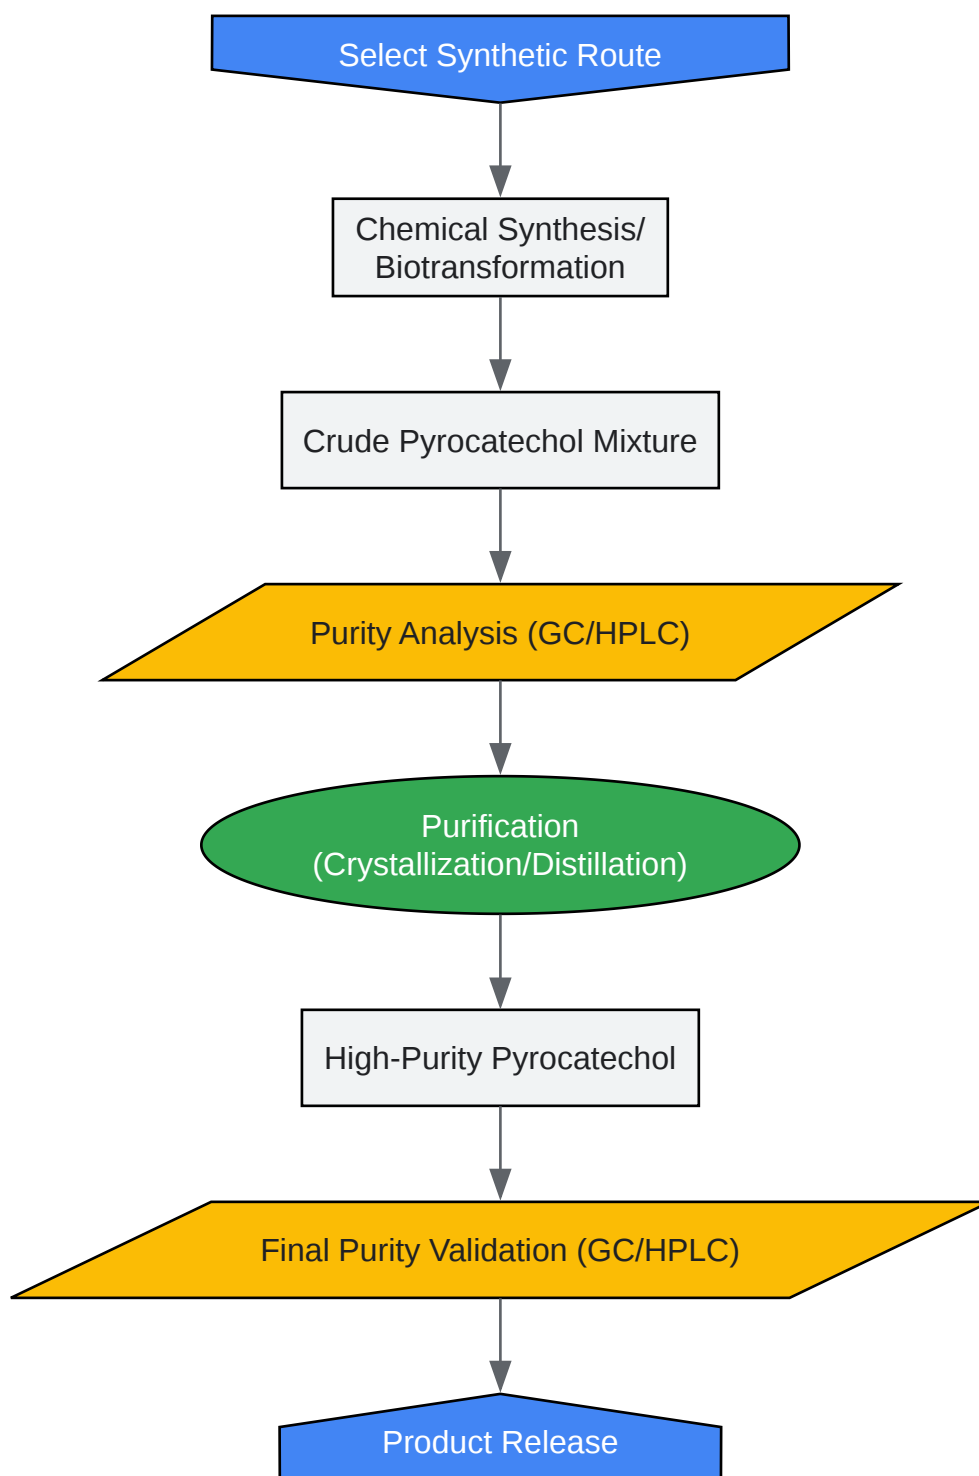 Select Synthetic Route
Chemical Synthesis/
Biotransformation
Crude Pyrocatechol Mixture
Purity Analysis (GC/HPLC)
Purification
(Crystallization/Distillation)
High-Purity Pyrocatechol
Final Purity Validation (GC/HPLC)
Product Release